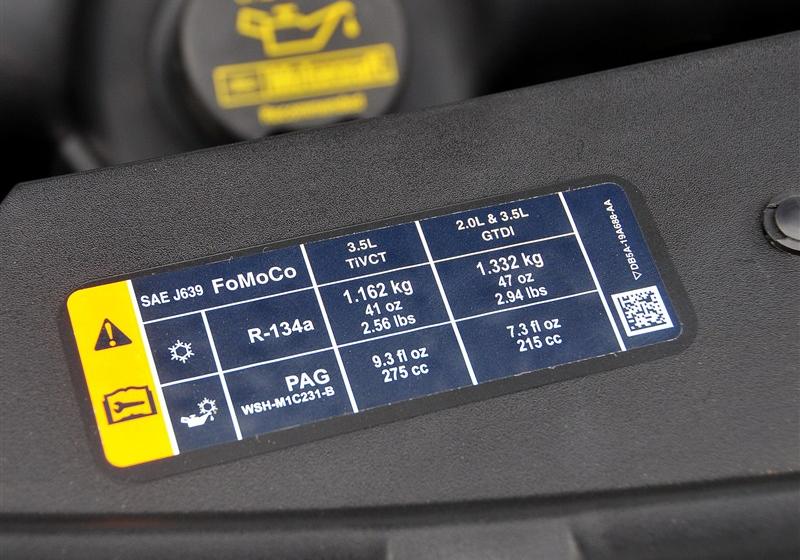 Motorcraft
Recommended
SAE J639 FoMoCo
3.5L
TiVCT
2.0L & 3.5L
GTDI
R-134a
1.162 kg
41 oz
2.56 lbs
1.332 kg
47 oz
2.94 lbs
PAG
WSH-M1C231-B
9.3 fl oz
275 cc
7.3 fl oz
215 cc
▽DB5A-19A688-AA